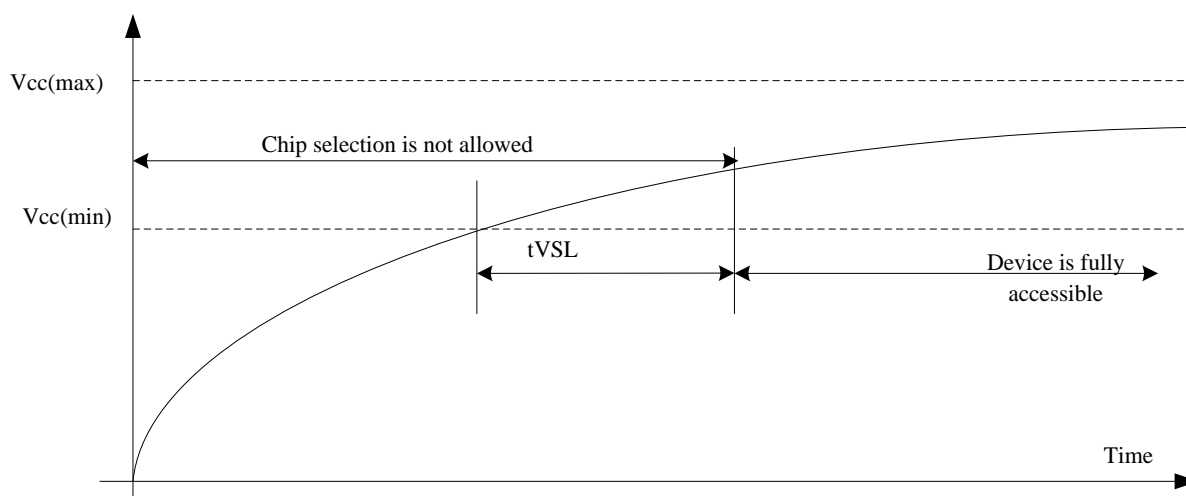 Vcc(max)
Chip selection is not allowed
Vcc(min)
tVSL
Device is fully
accessible
Time